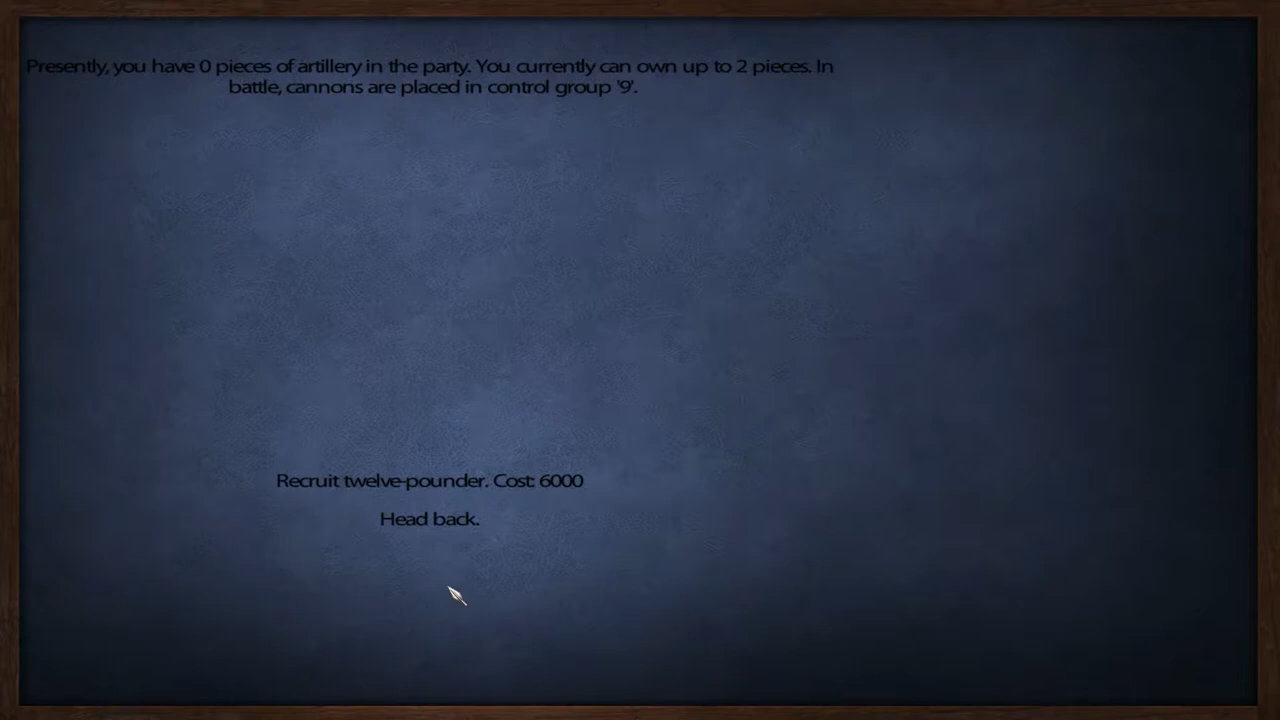 Presently, you have 0 pieces of artillery in the party. You currently can own up to 2 pieces. In
battle, cannons are placed in control group '9'.
Recruit twelve-pounder. Cost: 6000
Head back.